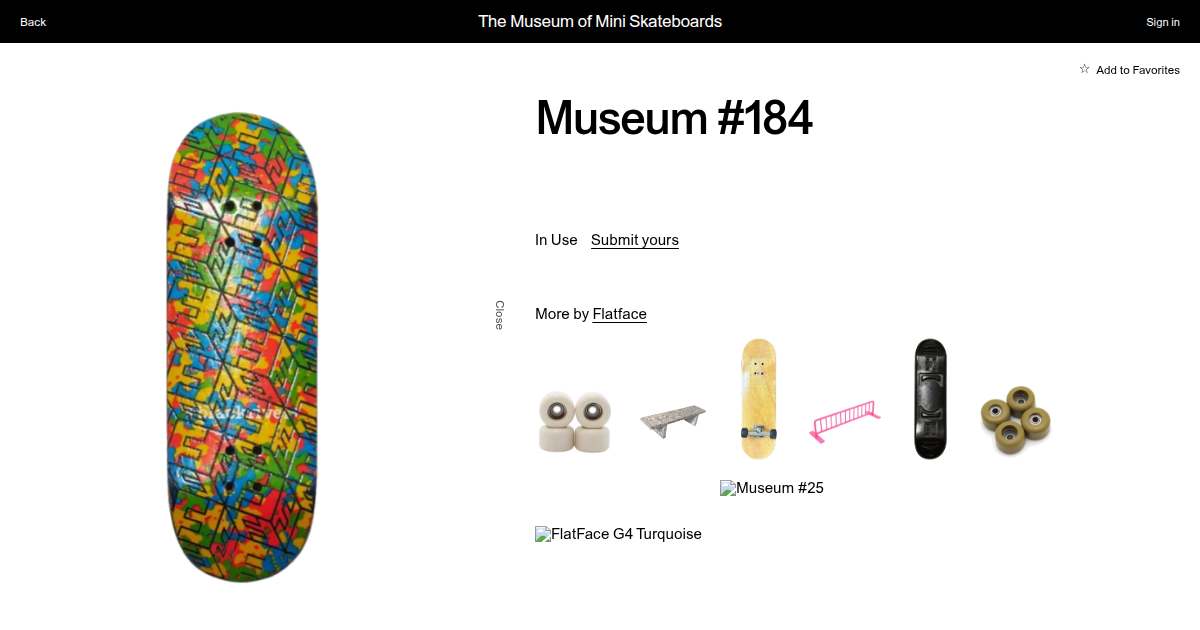 Back
The Museum of Mini Skateboards
Sign in
☆ Add to Favorites
Museum #184
In Use Submit yours
Close
More by Flatface
blackriver
Museum #25
FlatFace G4 Turquoise